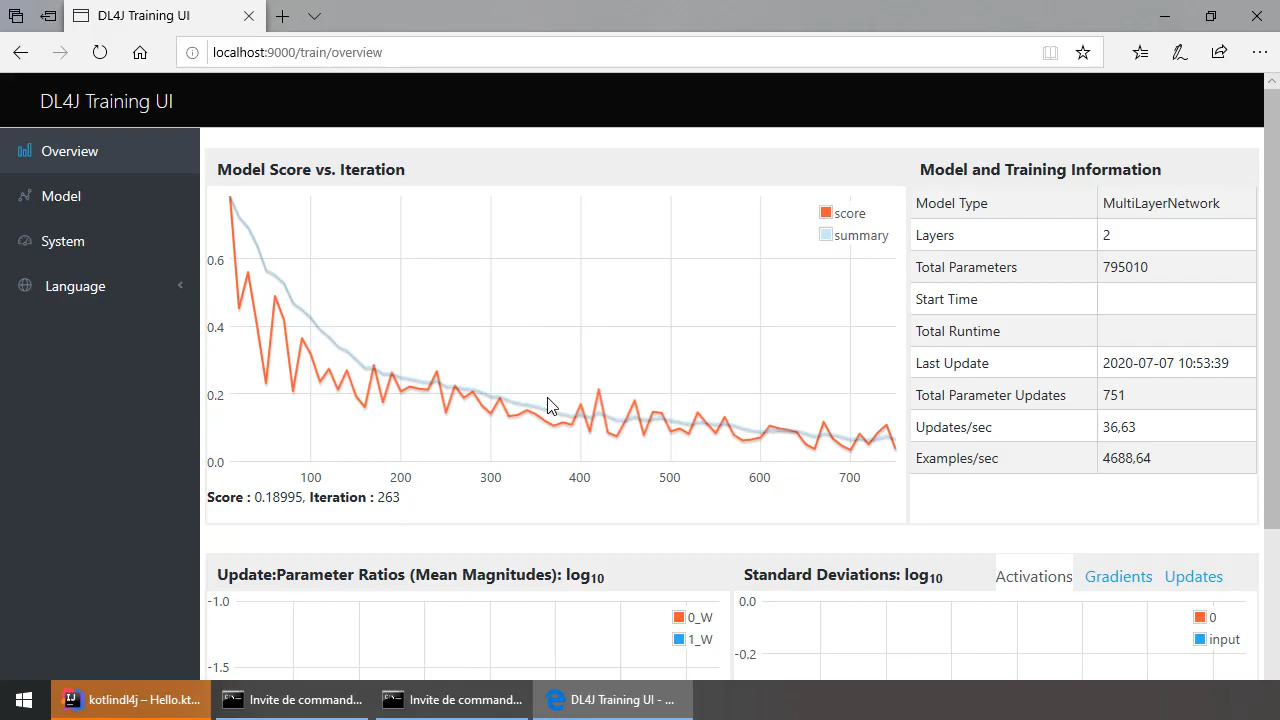 DL4J Training UI
localhost:9000/train/overview
DL4J Training UI
Overview
Model
System
Language
Model Score vs. Iteration
score
summary
0.6
0.4
0.2
0.0
100 200 300 400 500 600 700
Score : 0.18995, Iteration : 263
Model and Training Information
Model Type MultiLayerNetwork
Layers 2
Total Parameters 795010
Start Time
Total Runtime
Last Update 2020-07-07 10:53:39
Total Parameter Updates 751
Updates/sec 36,63
Examples/sec 4688,64
Update:Parameter Ratios (Mean Magnitudes): log10
-1.0
0_W
1_W
-1.5
Standard Deviations: log10
Activations Gradients Updates
0.0
0
input
-0.2
kotlindl4j – Hello.kt...
Invite de command...
Invite de command...
DL4J Training UI - ...